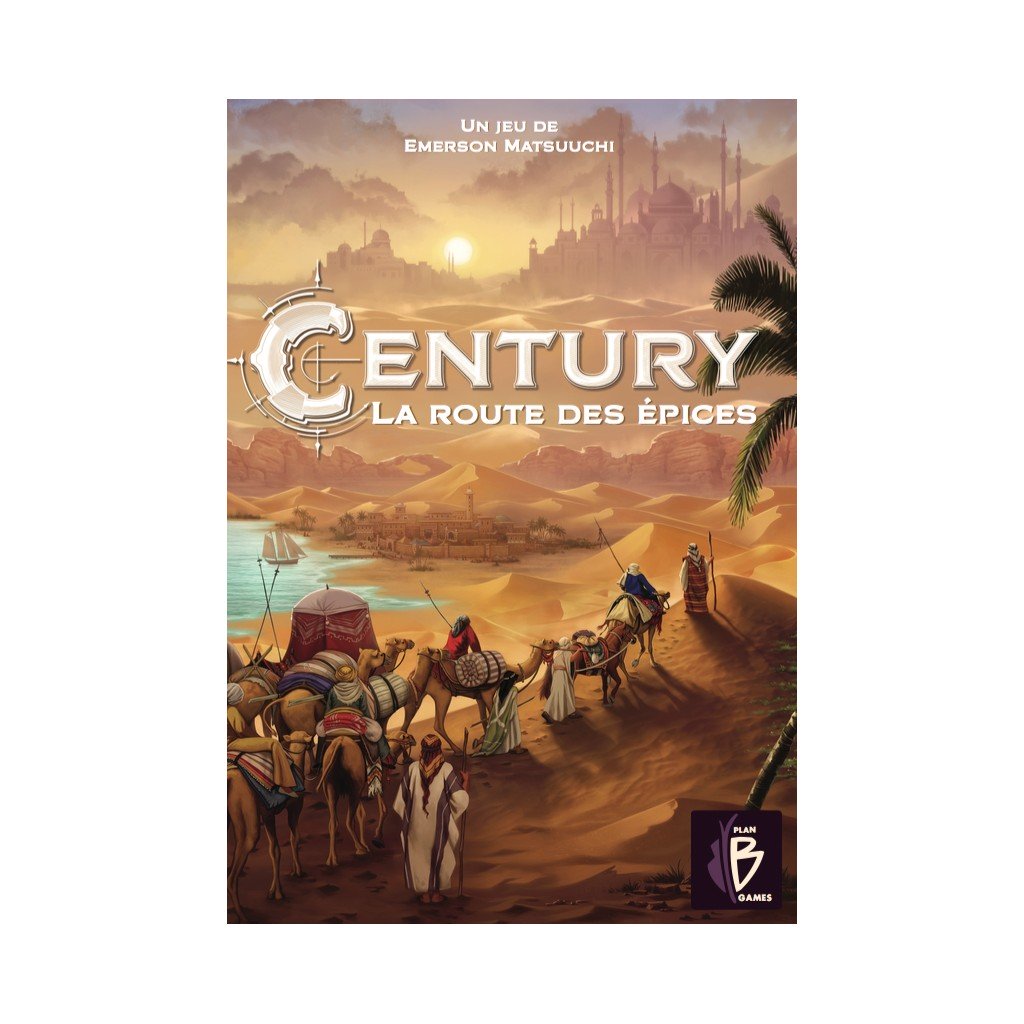 Un jeu de
Emerson Matsuuchi
Century
La route des épices
Plan
B
Games